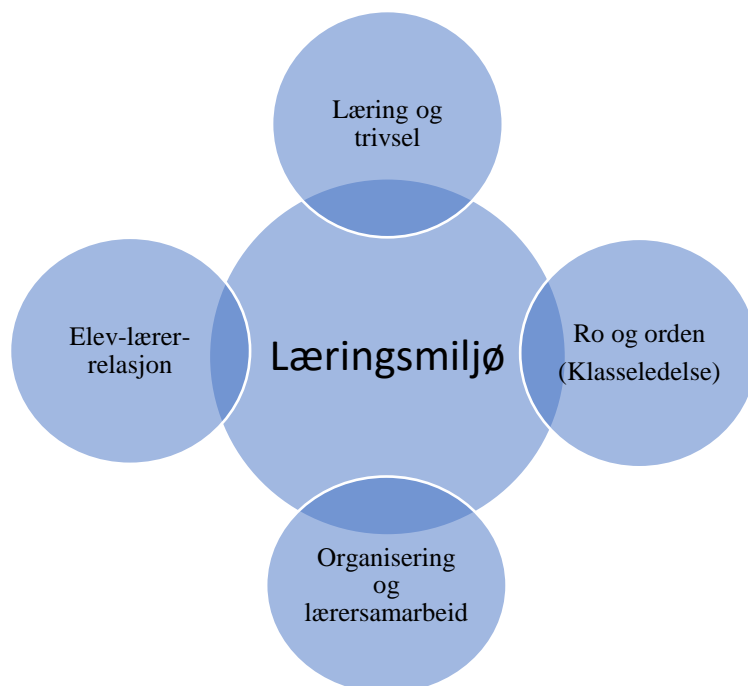 Læring og
trivsel
Elev-lærer-
relasjon
Læringsmiljø
Ro og orden
(Klasseledelse)
Organisering
og
lærersamarbeid